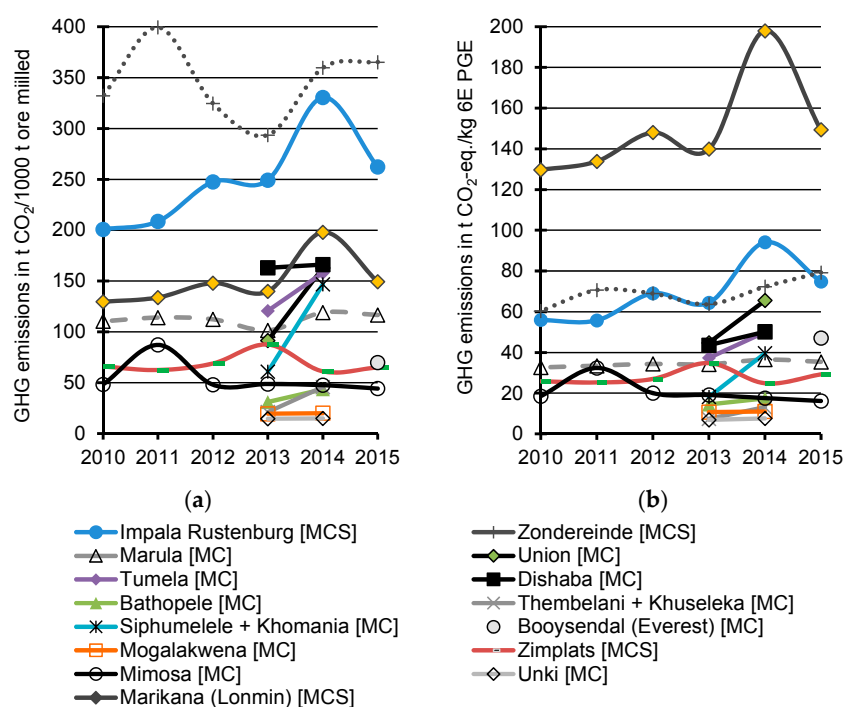 GHG emissions in t CO₂/1000 t ore milled
400
350
300
250
200
150
100
50
0
2010 2011 2012 2013 2014 2015
(a)
GHG emissions in t CO₂-eq./kg 6E PGE
200
180
160
140
120
100
80
60
40
20
0
2010 2011 2012 2013 2014 2015
(b)
Impala Rustenburg [MCS]
Marula [MC]
Tumela [MC]
Bathopele [MC]
Siphumelele + Khomania [MC]
Mogalakwena [MC]
Mimosa [MC]
Marikana (Lonmin) [MCS]
Zondereinde [MCS]
Union [MC]
Dishaba [MC]
Thembelani + Khuseleka [MC]
Booysendal (Everest) [MC]
Zimplats [MCS]
Unki [MC]